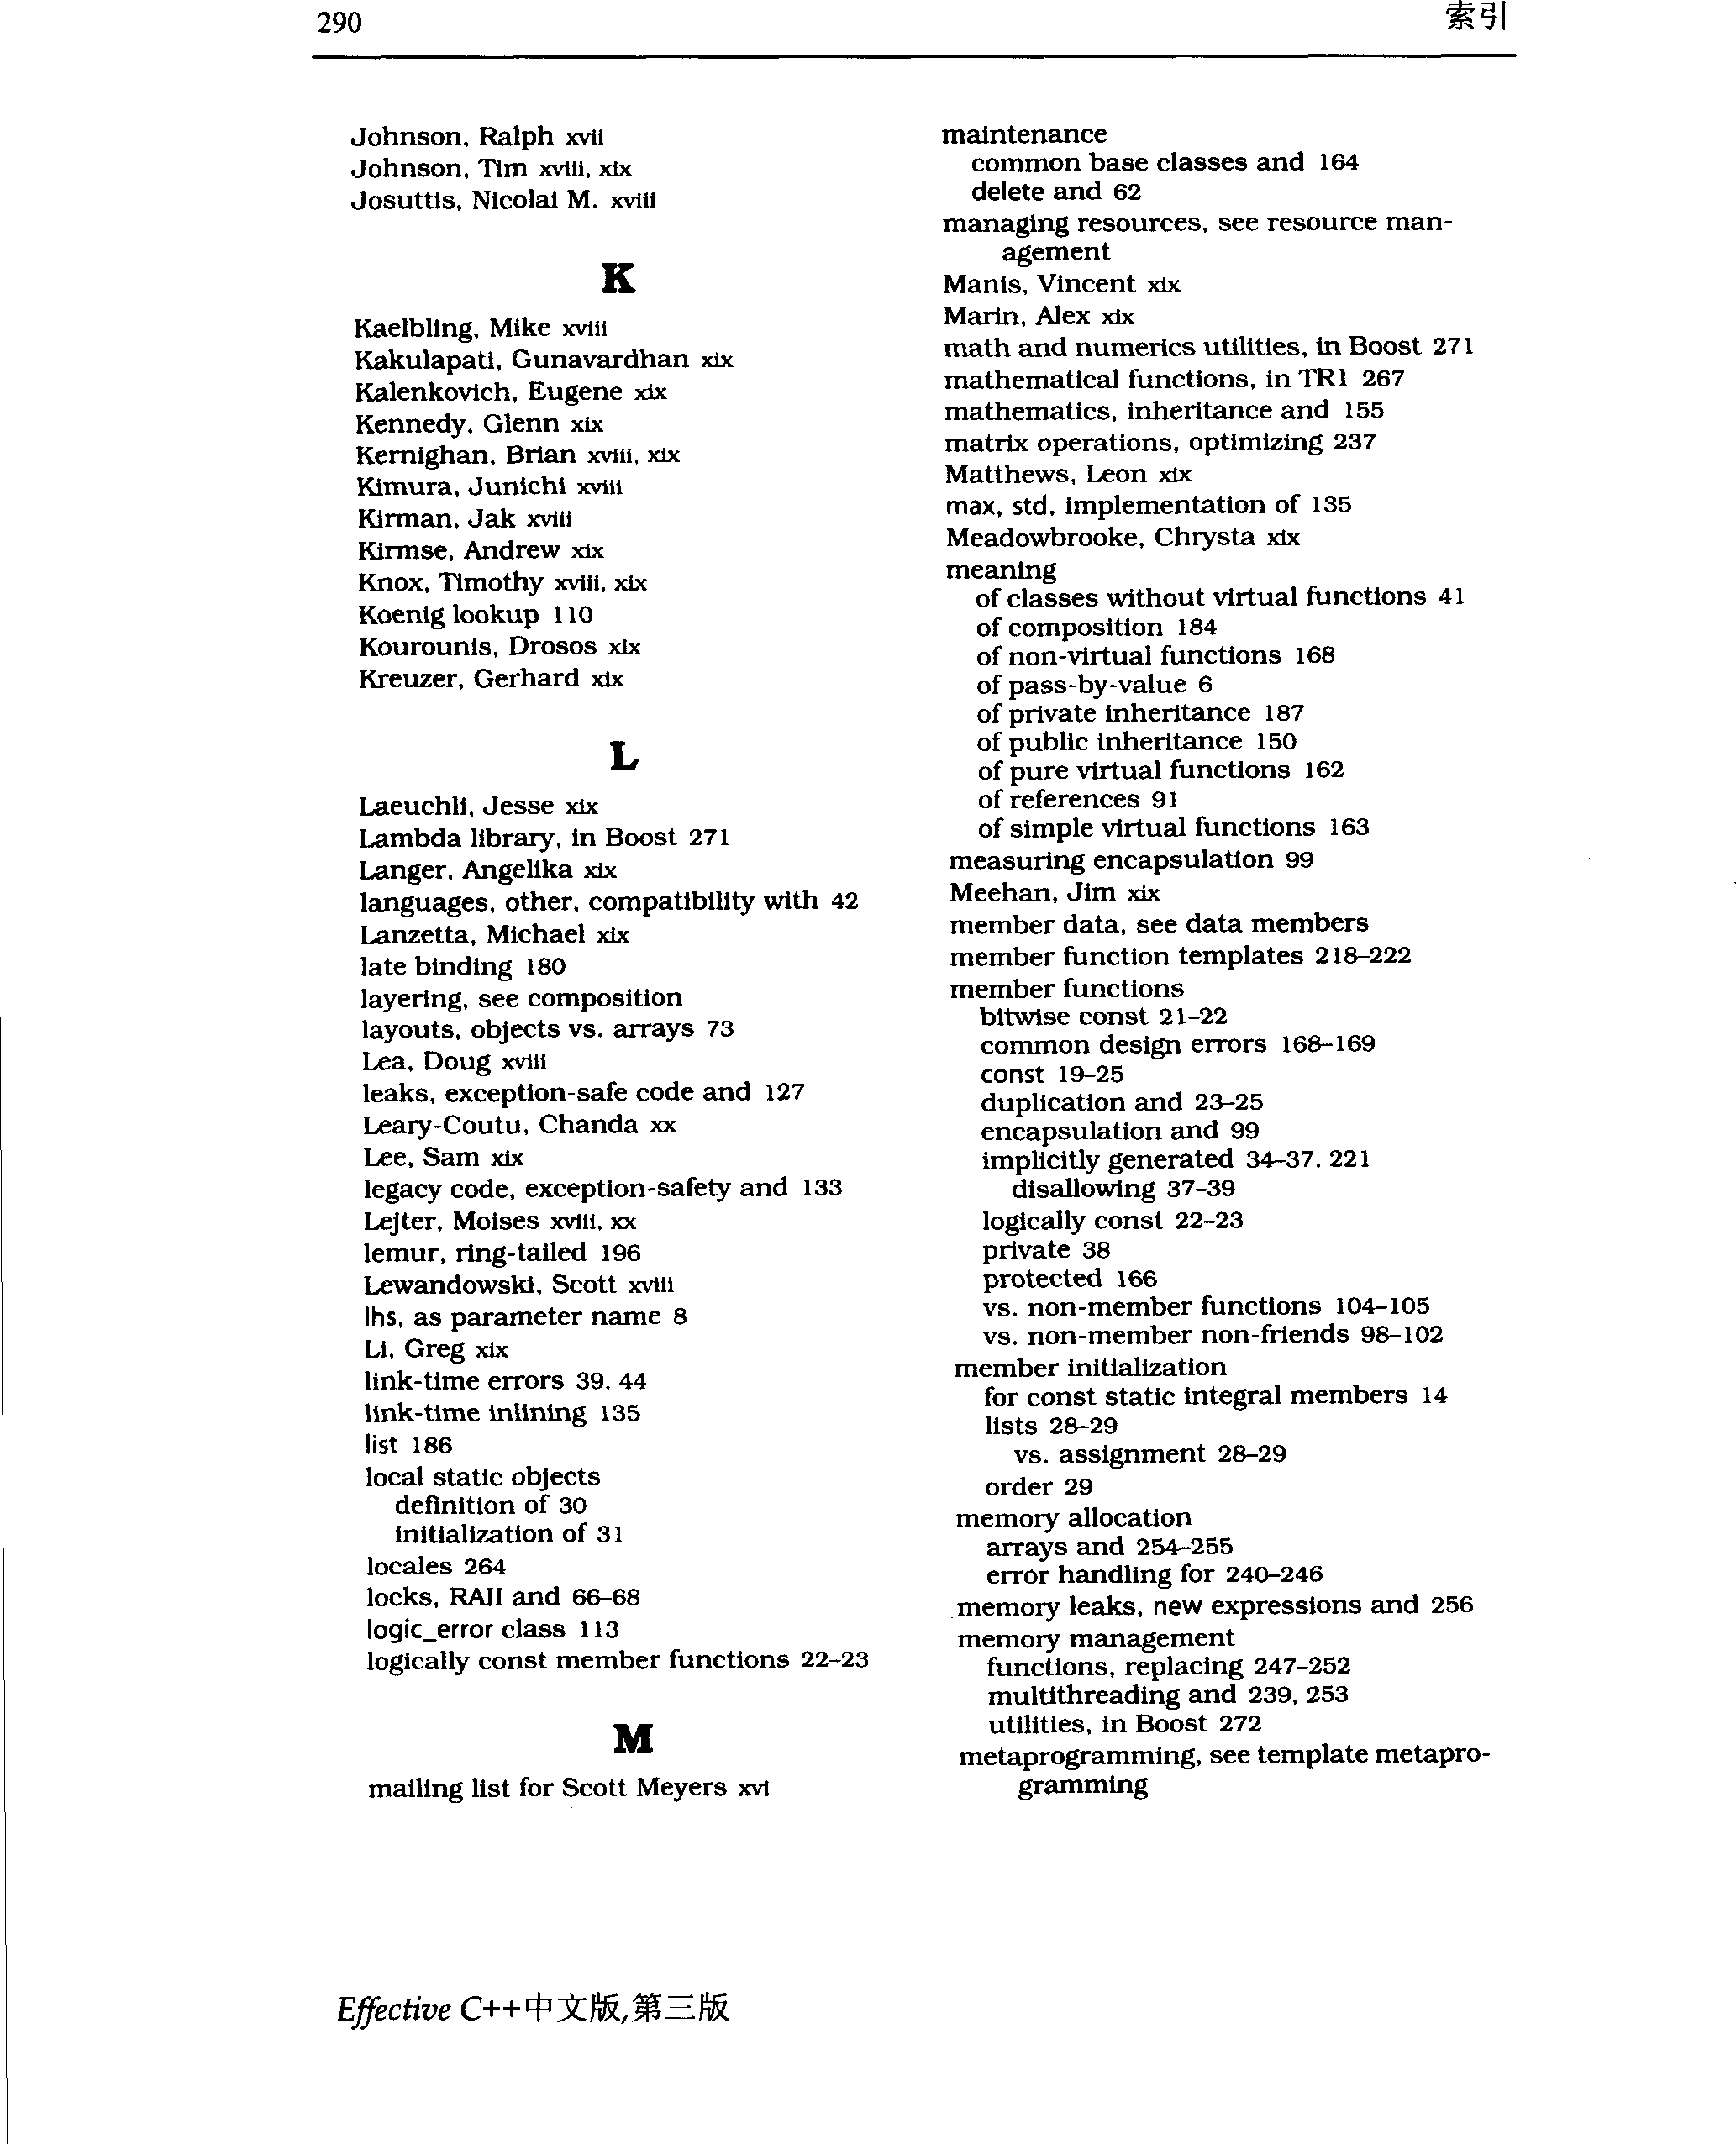 290
索引
Johnson, Ralph xvii
Johnson, Tim xviii, xix
Josuttis, Nicolai M. xviii
K
Kaelbling, Mike xviii
Kakulapati, Gunavardhan xix
Kalenkovich, Eugene xix
Kennedy, Glenn xix
Kernighan, Brian xviii, xix
Kimura, Junichi xviii
Kirman, Jak xviii
Kirmse, Andrew xix
Knox, Timothy xviii, xix
Koenig lookup 110
Kourounis, Drosos xix
Kreuzer, Gerhard xix
L
Laeuchli, Jesse xix
Lambda library, in Boost 271
Langer, Angelika xix
languages, other, compatibility with 42
Lanzetta, Michael xix
late binding 180
layering, see composition
layouts, objects vs. arrays 73
Lea, Doug xviii
leaks, exception-safe code and 127
Leary-Coutu, Chanda xx
Lee, Sam xix
legacy code, exception-safety and 133
Lejter, Moises xviii, xx
lemur, ring-tailed 196
Lewandowski, Scott xviii
lhs, as parameter name 8
Li, Greg xix
link-time errors 39, 44
link-time inlining 135
list 186
local static objects
definition of 30
initialization of 31
locales 264
locks, RAII and 66–68
logic_error class 113
logically const member functions 22–23
M
mailing list for Scott Meyers xvi
maintenance
common base classes and 164
delete and 62
managing resources, see resource man-
agement
Manis, Vincent xix
Marin, Alex xix
math and numerics utilities, in Boost 271
mathematical functions, in TR1 267
mathematics, inheritance and 155
matrix operations, optimizing 237
Matthews, Leon xix
max, std, implementation of 135
Meadowbrooke, Chrysta xix
meaning
of classes without virtual functions 41
of composition 184
of non-virtual functions 168
of pass-by-value 6
of private inheritance 187
of public inheritance 150
of pure virtual functions 162
of references 91
of simple virtual functions 163
measuring encapsulation 99
Meehan, Jim xix
member data, see data members
member function templates 218–222
member functions
bitwise const 21–22
common design errors 168–169
const 19–25
duplication and 23–25
encapsulation and 99
implicitly generated 34–37, 221
disallowing 37–39
logically const 22–23
private 38
protected 166
vs. non-member functions 104–105
vs. non-member non-friends 98–102
member initialization
for const static integral members 14
lists 28–29
vs. assignment 28–29
order 29
memory allocation
arrays and 254–255
error handling for 240–246
memory leaks, new expressions and 256
memory management
functions, replacing 247–252
multithreading and 239, 253
utilities, in Boost 272
metaprogramming, see template metapro-
gramming
Effective C++中文版,第三版